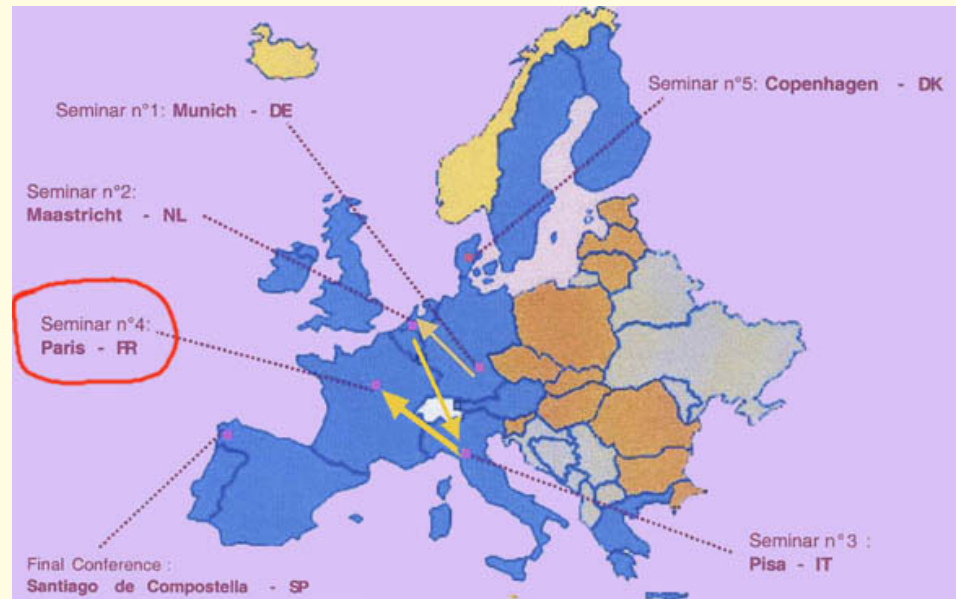 Seminar n°1: Munich - DE
Seminar n°5: Copenhagen - DK
Seminar n°2:
Maastricht - NL
Seminar n°4:
Paris - FR
Seminar n°3 :
Pisa - IT
Final Conference :
Santiago de Compostella - SP